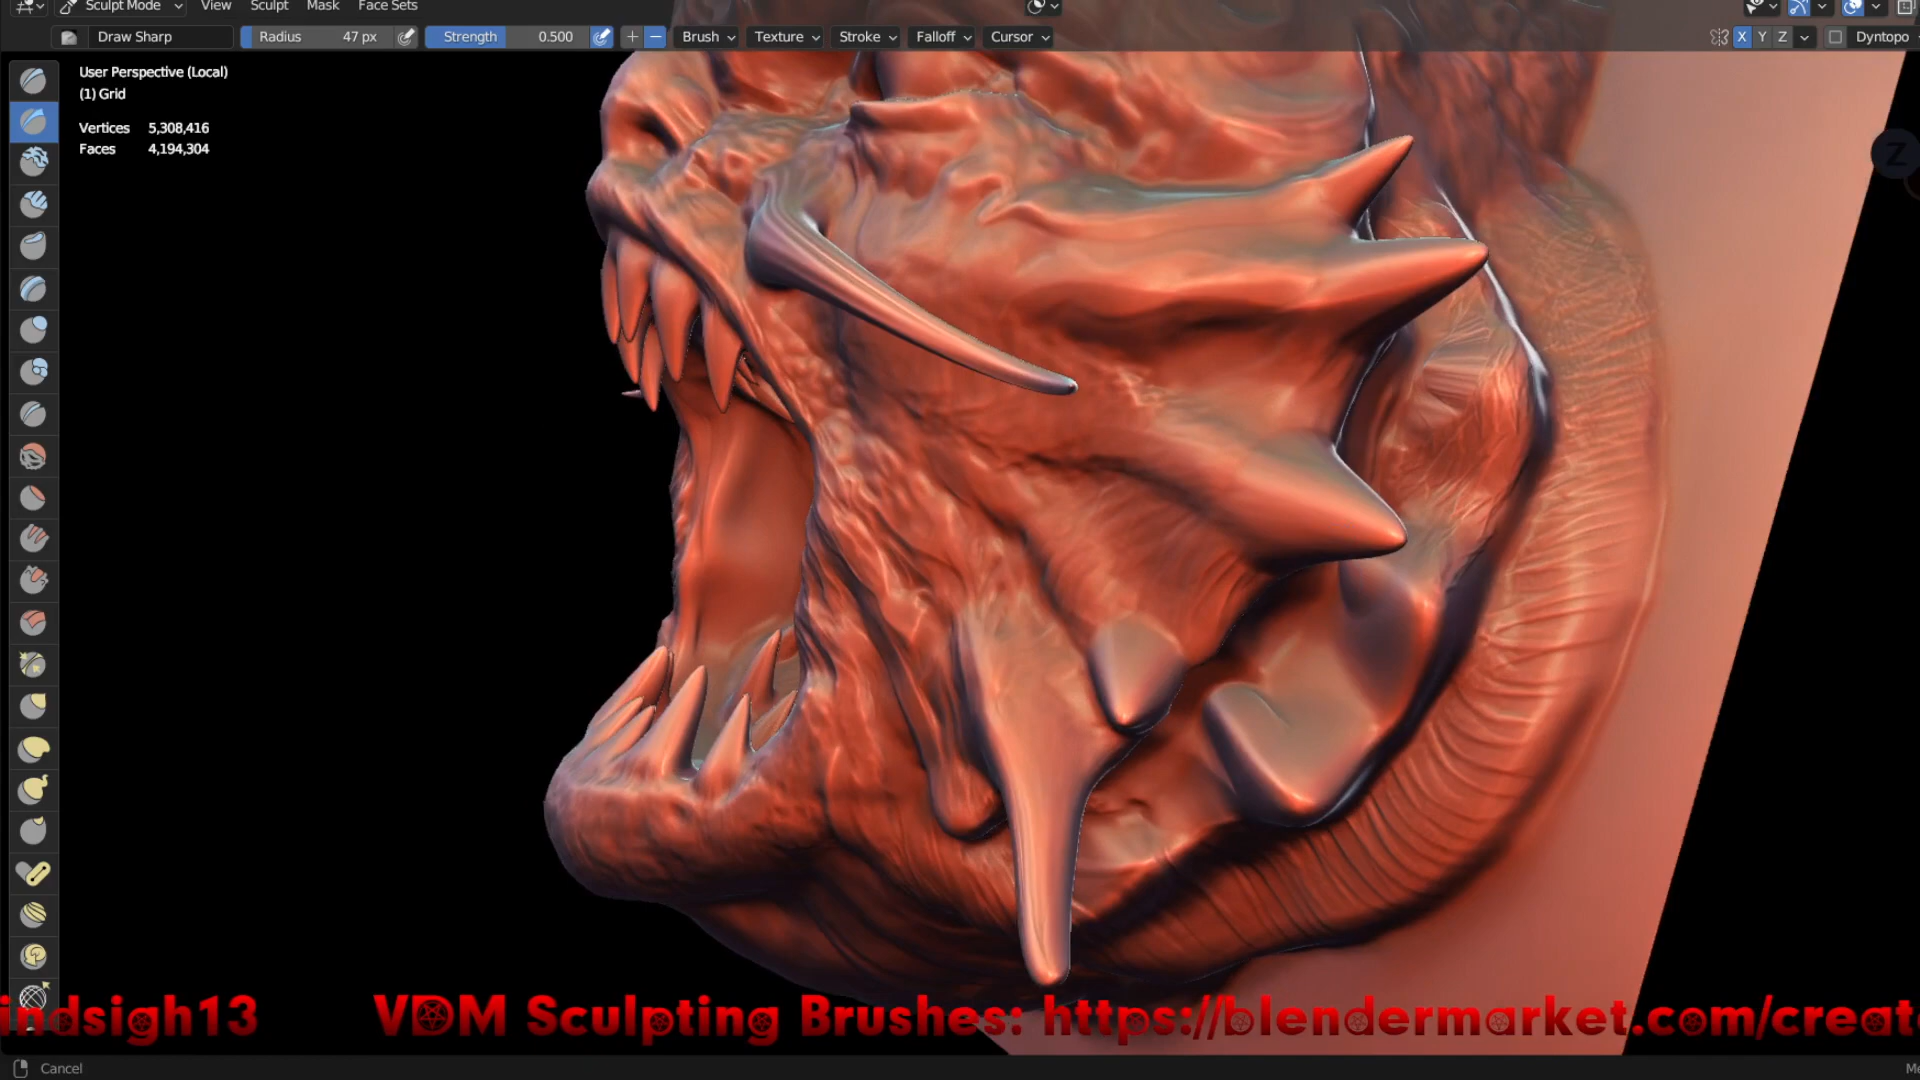 Sculpt Mode View Sculpt Mask Face Sets
Draw Sharp Radius 47 px Strength 0.500 Brush Texture Stroke Falloff Cursor X Y Z Dyntopo
User Perspective (Local)
(1) Grid
Vertices 5,308,416
Faces 4,194,304
Z
indsigh13 VDM Sculpting Brushes: https://blendermarket.com/creat
Cancel